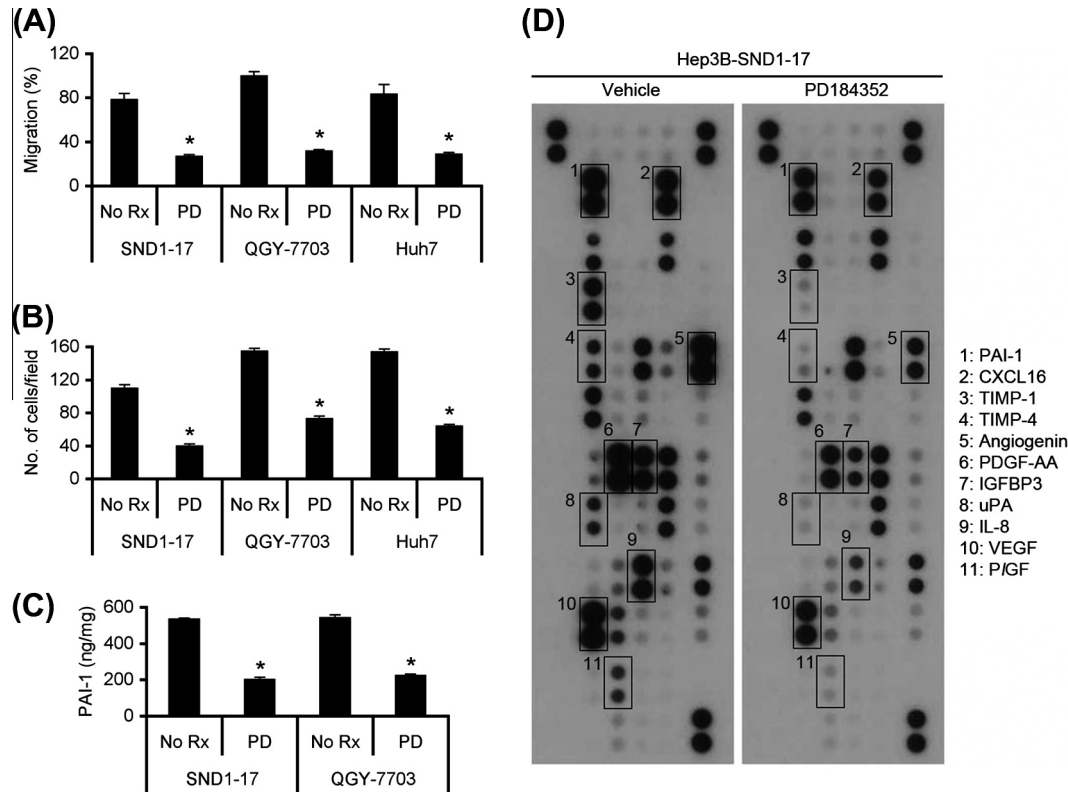 (A)
Migration (%)
120
80
40
0
No Rx PD No Rx PD No Rx PD
SND1-17 QGY-7703 Huh7
(B)
No. of cells/field
160
120
80
40
0
No Rx PD No Rx PD No Rx PD
SND1-17 QGY-7703 Huh7
(C)
PAI-1 (ng/mg)
600
400
200
0
No Rx PD No Rx PD
SND1-17 QGY-7703
(D)
Hep3B-SND1-17
Vehicle PD184352
1 2 1 2
3 3
4 5 4 5
6 7 6 7
8 8
9 9
10 10
11 11
1: PAI-1
2: CXCL16
3: TIMP-1
4: TIMP-4
5: Angiogenin
6: PDGF-AA
7: IGFBP3
8: uPA
9: IL-8
10: VEGF
11: PlGF